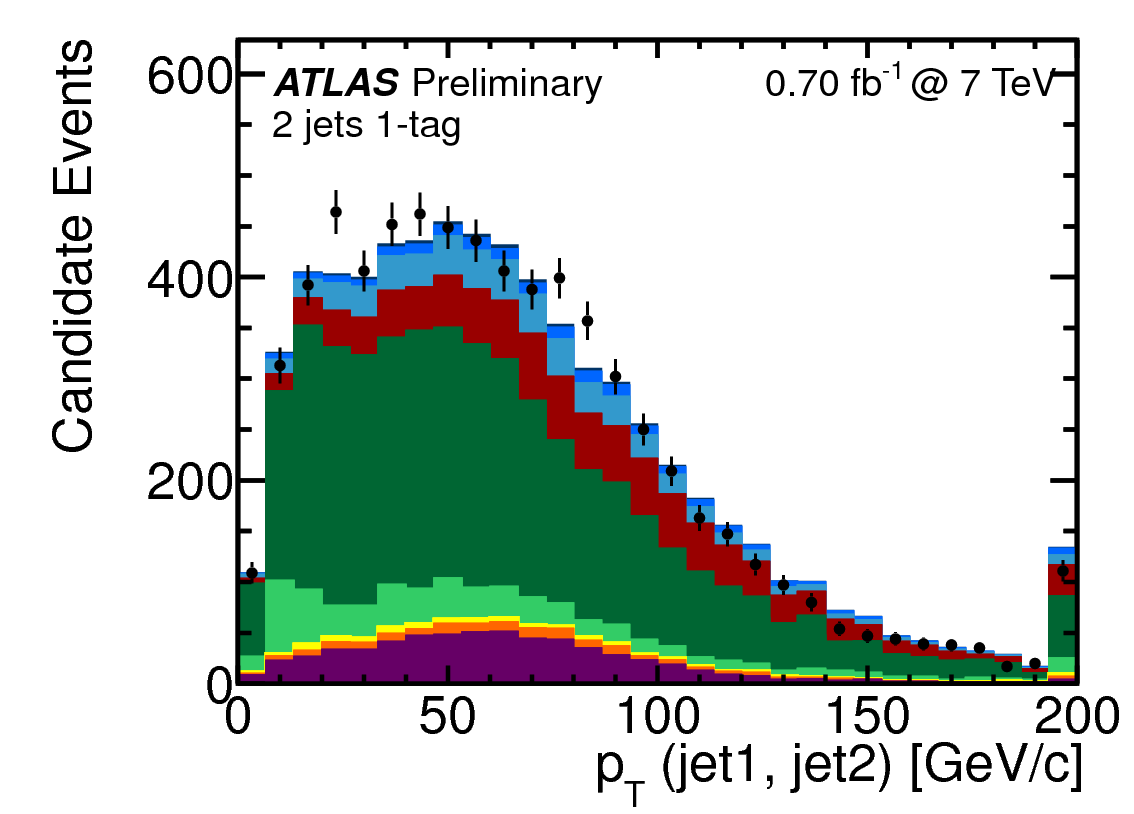 Candidate Events
600
400
200
0
ATLAS Preliminary
0.70 fb⁻¹ @ 7 TeV
2 jets 1-tag
0 50 100 150 200
p_T (jet1, jet2) [GeV/c]